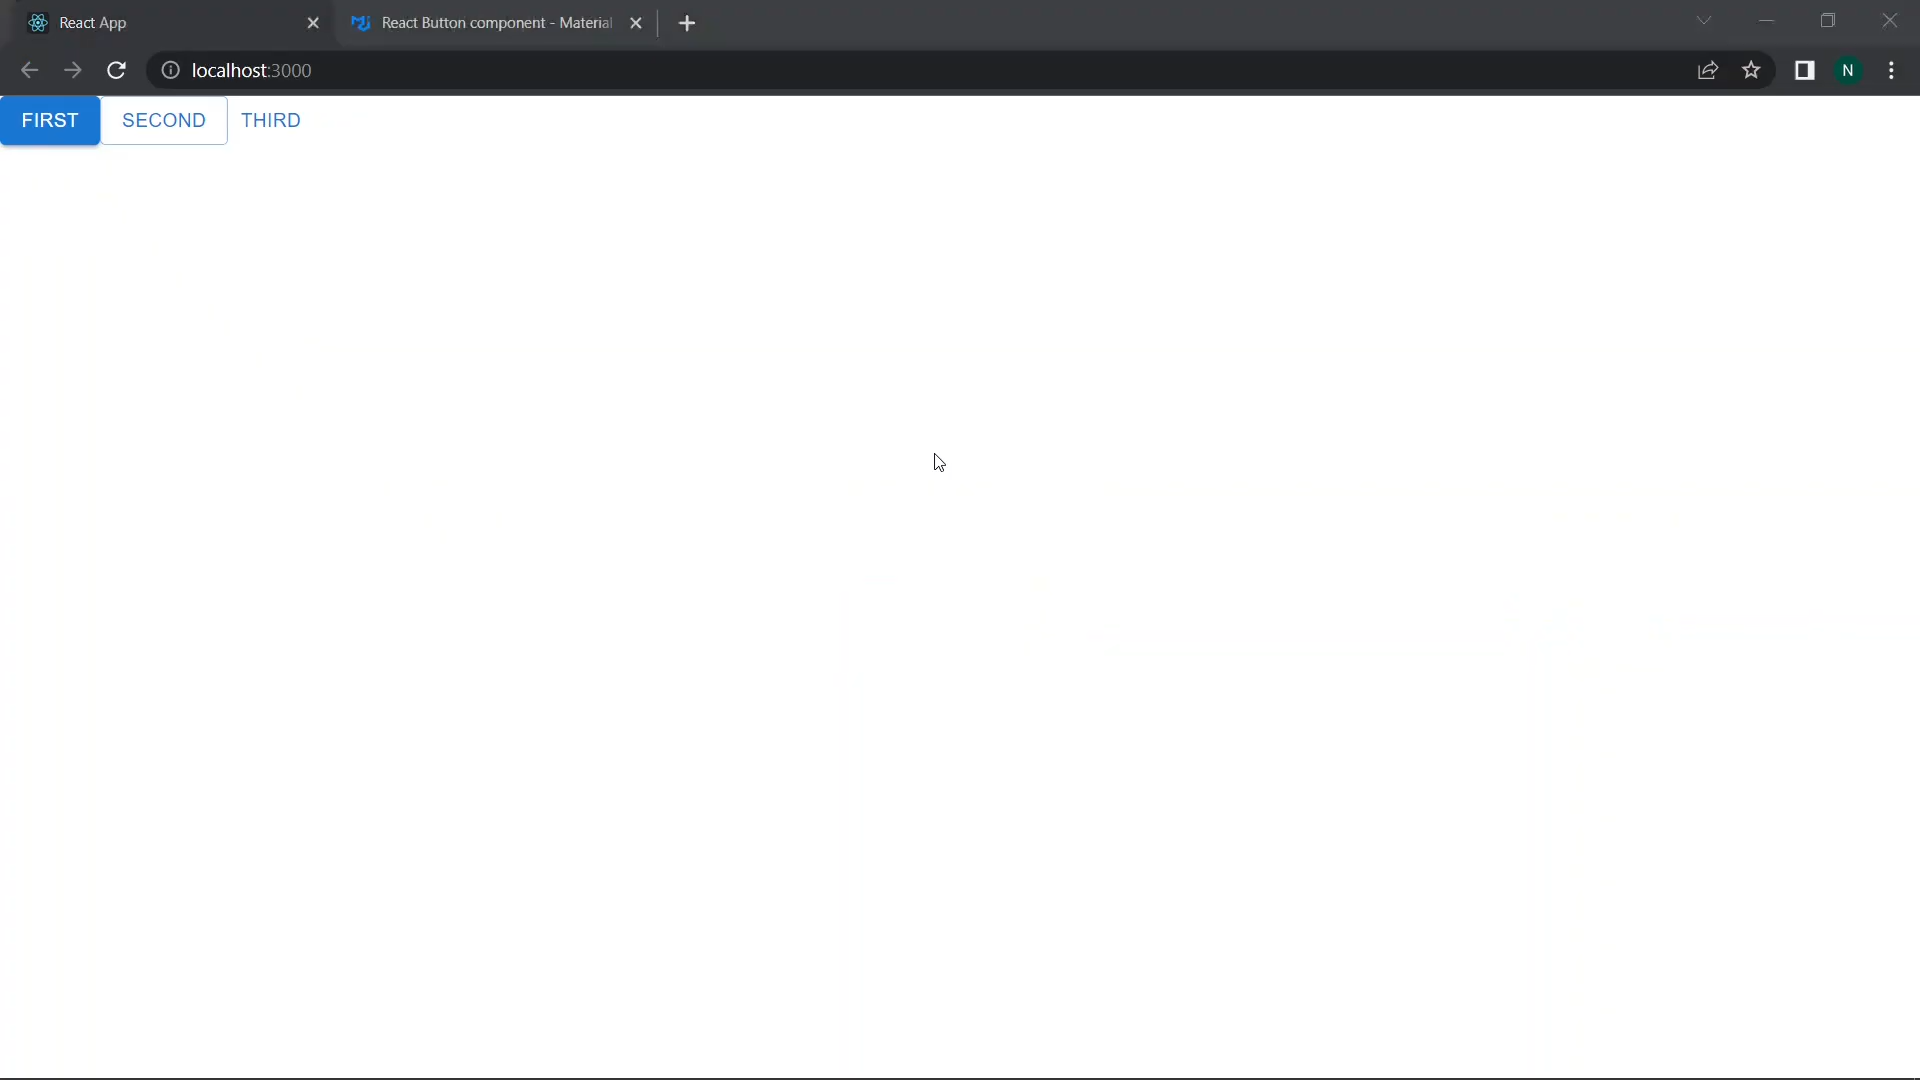 React App
React Button component - Material
localhost:3000
N
FIRST SECOND THIRD